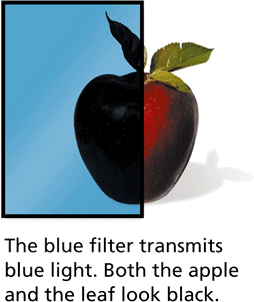 The blue filter transmits
blue light. Both the apple
and the leaf look black.